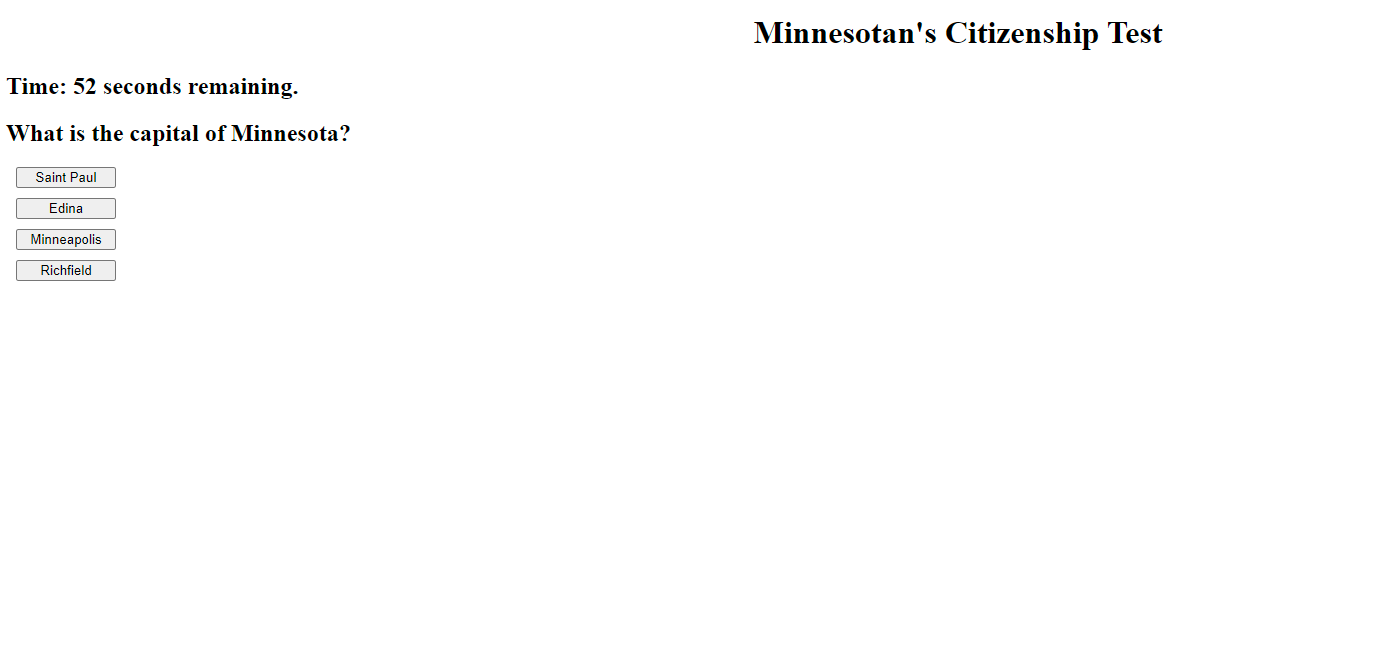 Minnesotan's Citizenship Test
Time: 52 seconds remaining.
What is the capital of Minnesota?
Saint Paul
Edina
Minneapolis
Richfield